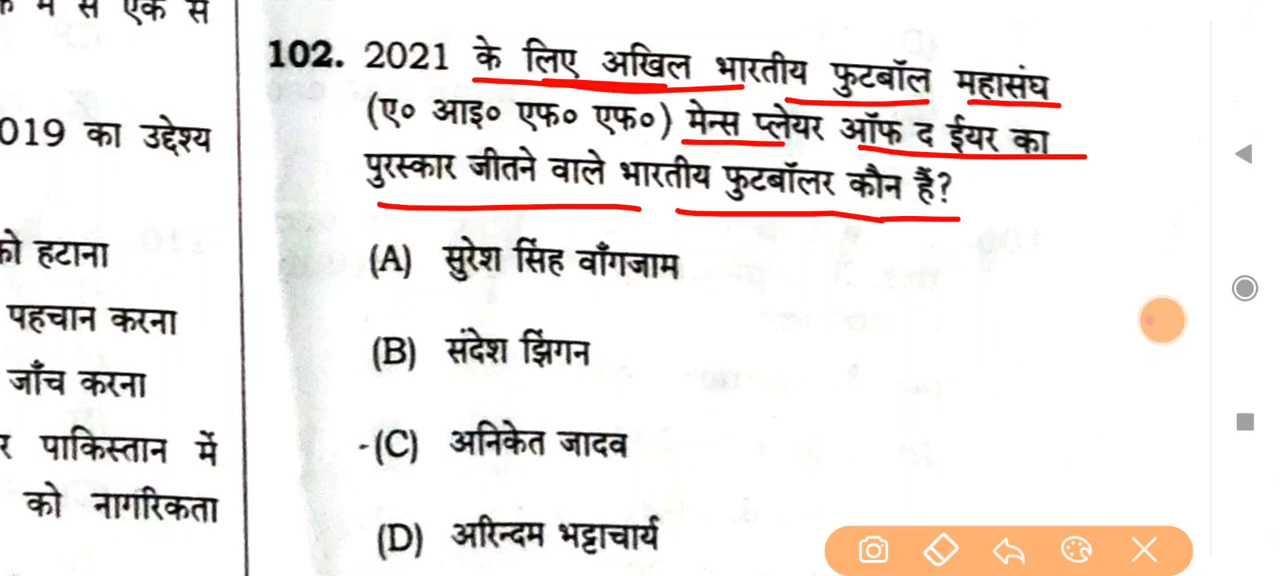 में से एक से
019 का उद्देश्य
को हटाना
पहचान करना
जाँच करना
पाकिस्तान में
को नागरिकता
102. 2021 के लिए अखिल भारतीय फुटबॉल महासंघ
(ए० आइ० एफ० एफ०) मेन्स प्लेयर ऑफ द ईयर का
पुरस्कार जीतने वाले भारतीय फुटबॉलर कौन हैं?
(A) सुरेश सिंह वाँगजाम
(B) संदेश झिंगन
-(C) अनिकेत जादव
(D) अरिन्दम भट्टाचार्य